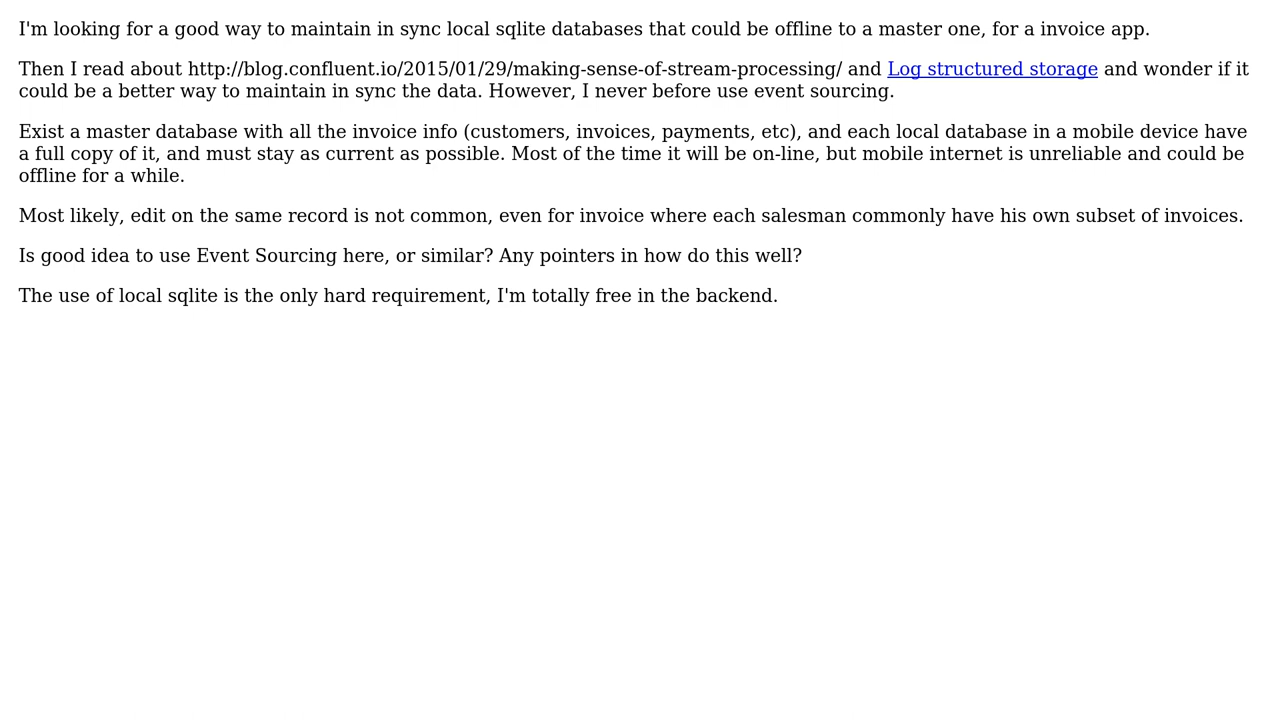 I'm looking for a good way to maintain in sync local sqlite databases that could be offline to a master one, for a invoice app.
Then I read about http://blog.confluent.io/2015/01/29/making-sense-of-stream-processing/ and Log structured storage and wonder if it
could be a better way to maintain in sync the data. However, I never before use event sourcing.
Exist a master database with all the invoice info (customers, invoices, payments, etc), and each local database in a mobile device have
a full copy of it, and must stay as current as possible. Most of the time it will be on-line, but mobile internet is unreliable and could be
offline for a while.
Most likely, edit on the same record is not common, even for invoice where each salesman commonly have his own subset of invoices.
Is good idea to use Event Sourcing here, or similar? Any pointers in how do this well?
The use of local sqlite is the only hard requirement, I'm totally free in the backend.